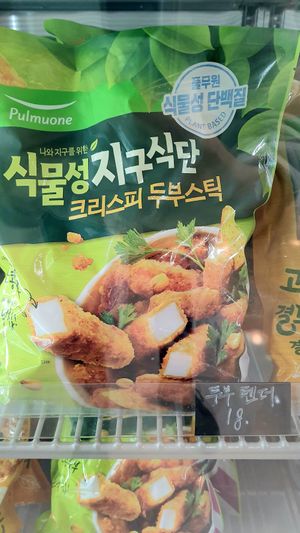 Pulmuone
풀무원
식물성 단백질
PLANT BASED
나와 지구를 위한
식물성 지구식단
크리스피 두부스틱
두부 텐더
18.